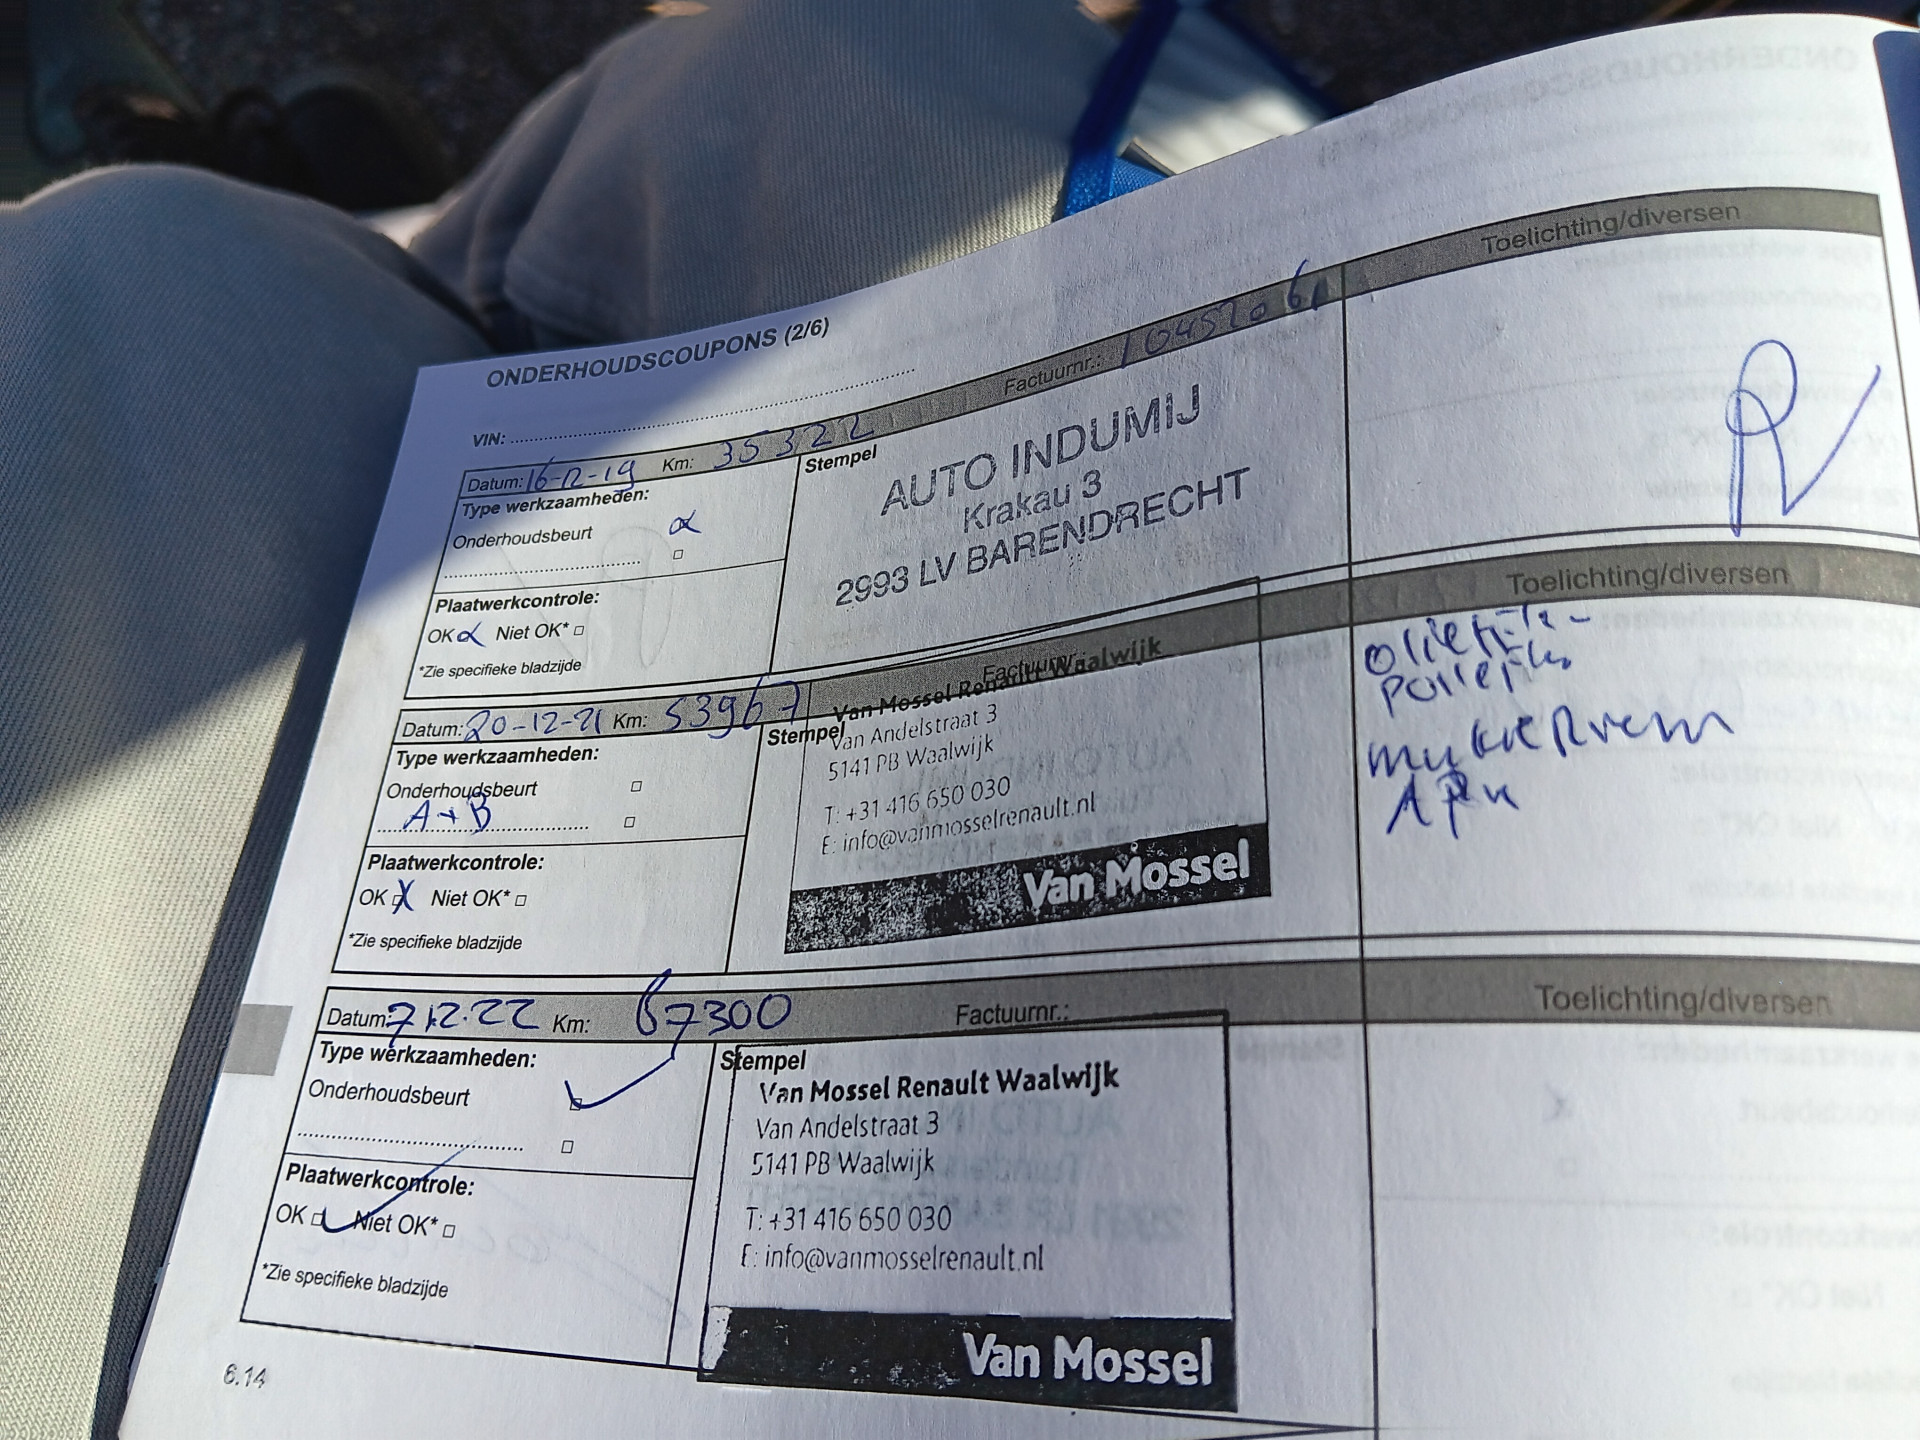 ONDERHOUDSCOUPONS (2/6)
VIN:
Datum: 16-12-19 Km: 35322 Factuurnr.:
Toelichting/diversen
Type werkzaamheden:
Onderhoudsbeurt
Plaatwerkcontrole:
OK Niet OK*
*Zie specifieke bladzijde
Stempel
AUTO INDUMIJ
Krakau 3
2993 LV BARENDRECHT
Datum: 20-12-21 Km: 53967 Factuurnr.:
Toelichting/diversen
Type werkzaamheden:
Onderhoudsbeurt
A+B
Plaatwerkcontrole:
OK X Niet OK*
*Zie specifieke bladzijde
Stempel
Van Mossel Renault Waalwijk
Van Andelstraat 3
5141 PB Waalwijk
T: +31 416 650 030
E: info@vanmosselrenault.nl
Van Mossel
Datum: 7.12.22 Km: 67300 Factuurnr.:
Toelichting/diversen
Type werkzaamheden:
Onderhoudsbeurt
Plaatwerkcontrole:
OK Niet OK*
*Zie specifieke bladzijde
Stempel
Van Mossel Renault Waalwijk
Van Andelstraat 3
5141 PB Waalwijk
T: +31 416 650 030
E: info@vanmosselrenault.nl
Van Mossel
6.14